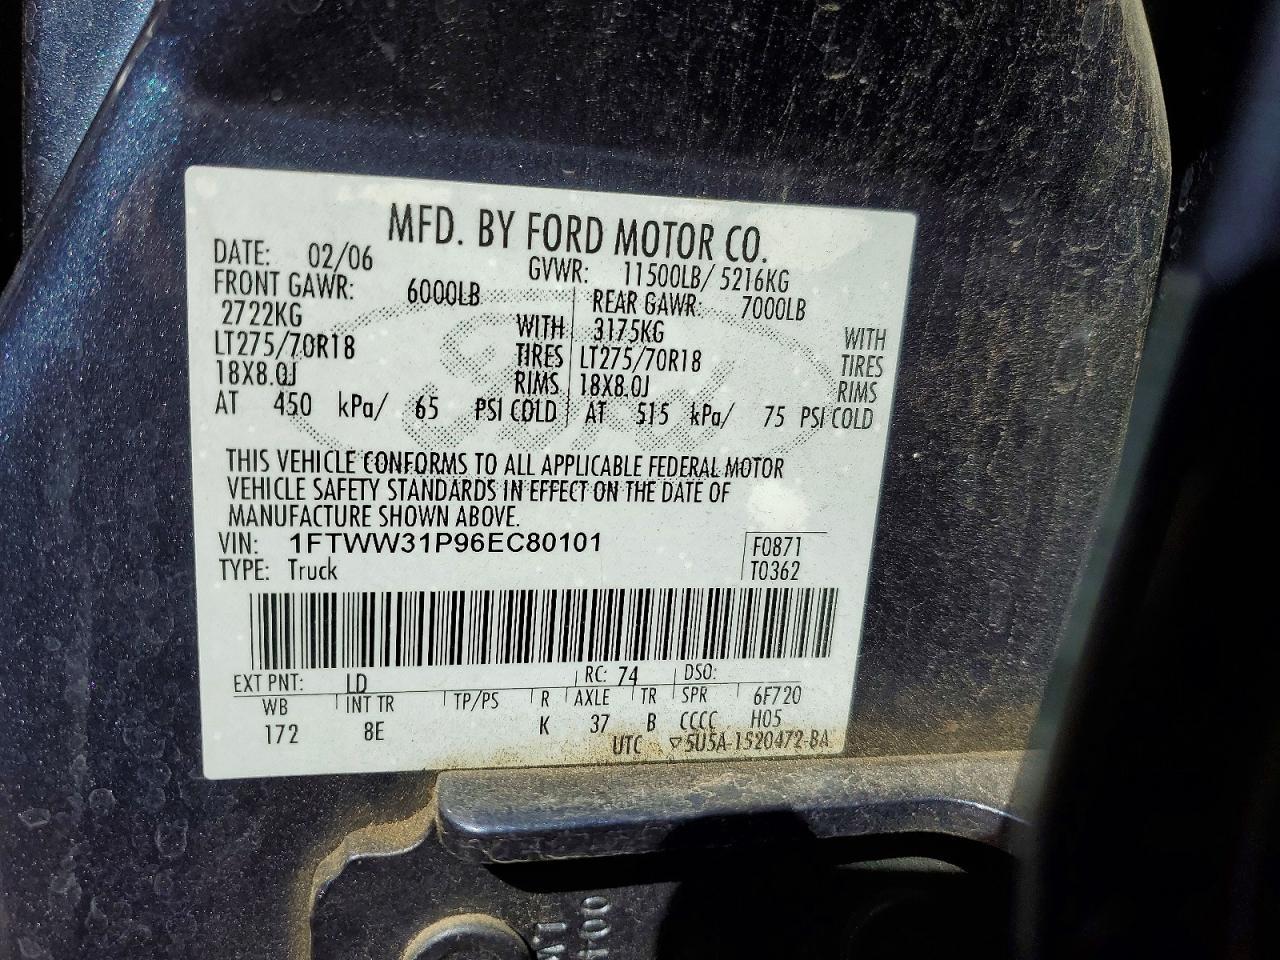 MFD. BY FORD MOTOR CO.
DATE: 02/06 GVWR: 11500LB/ 5216KG
FRONT GAWR: 6000LB REAR GAWR: 7000LB
2722KG WITH 3175KG WITH
LT275/70R18 TIRES LT275/70R18 TIRES
18X8.0J RIMS 18X8.0J RIMS
AT 450 kPa/ 65 PSI COLD AT 515 kPa/ 75 PSI COLD
THIS VEHICLE CONFORMS TO ALL APPLICABLE FEDERAL MOTOR
VEHICLE SAFETY STANDARDS IN EFFECT ON THE DATE OF
MANUFACTURE SHOWN ABOVE.
VIN: 1FTWW31P96EC80101 F0871
TYPE: Truck T0362
EXT PNT: LD RC: 74 DSO:
WB INT TR TP/PS R AXLE TR SPR 6F720
172 8E K 37 B CCCC H05
UTC ▽5U5A-1520472-BA